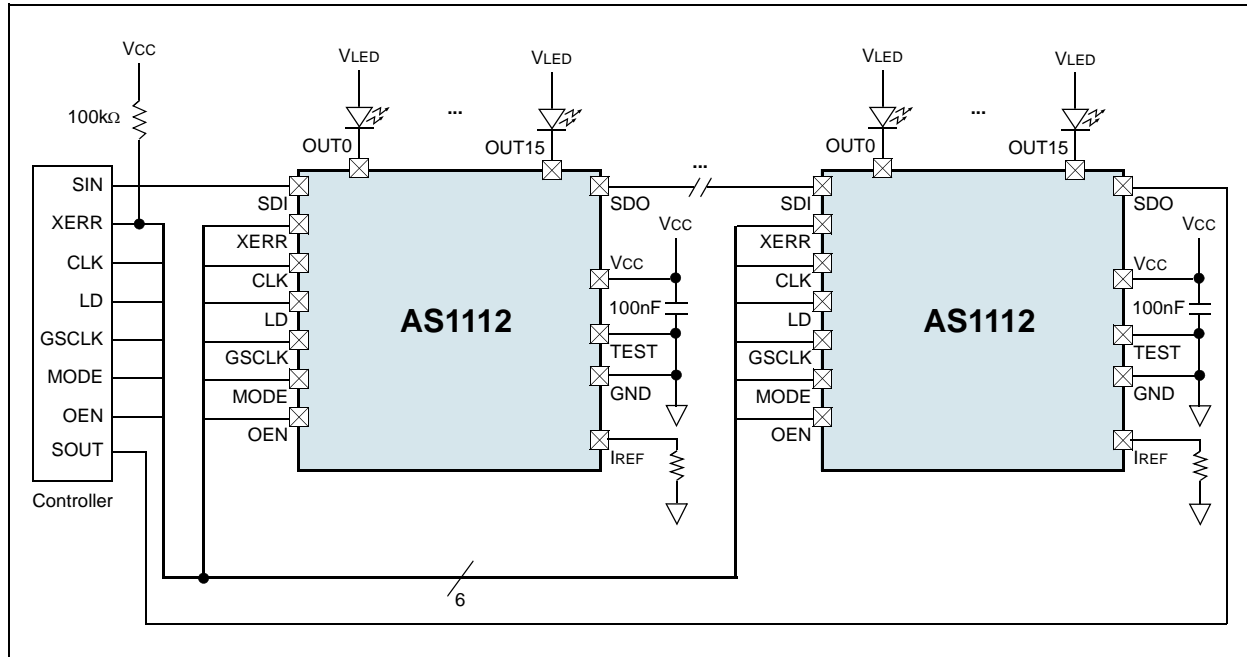 VCC
100kΩ
VLED
...
VLED
OUT0
OUT15
VLED
...
VLED
OUT0
OUT15
SIN
XERR
CLK
LD
GSCLK
MODE
OEN
SOUT
Controller
SDI
XERR
CLK
LD
GSCLK
MODE
OEN
AS1112
SDO
VCC
VCC
100nF
TEST
GND
IREF
...
SDI
XERR
CLK
LD
GSCLK
MODE
OEN
AS1112
SDO
VCC
VCC
100nF
TEST
GND
IREF
6